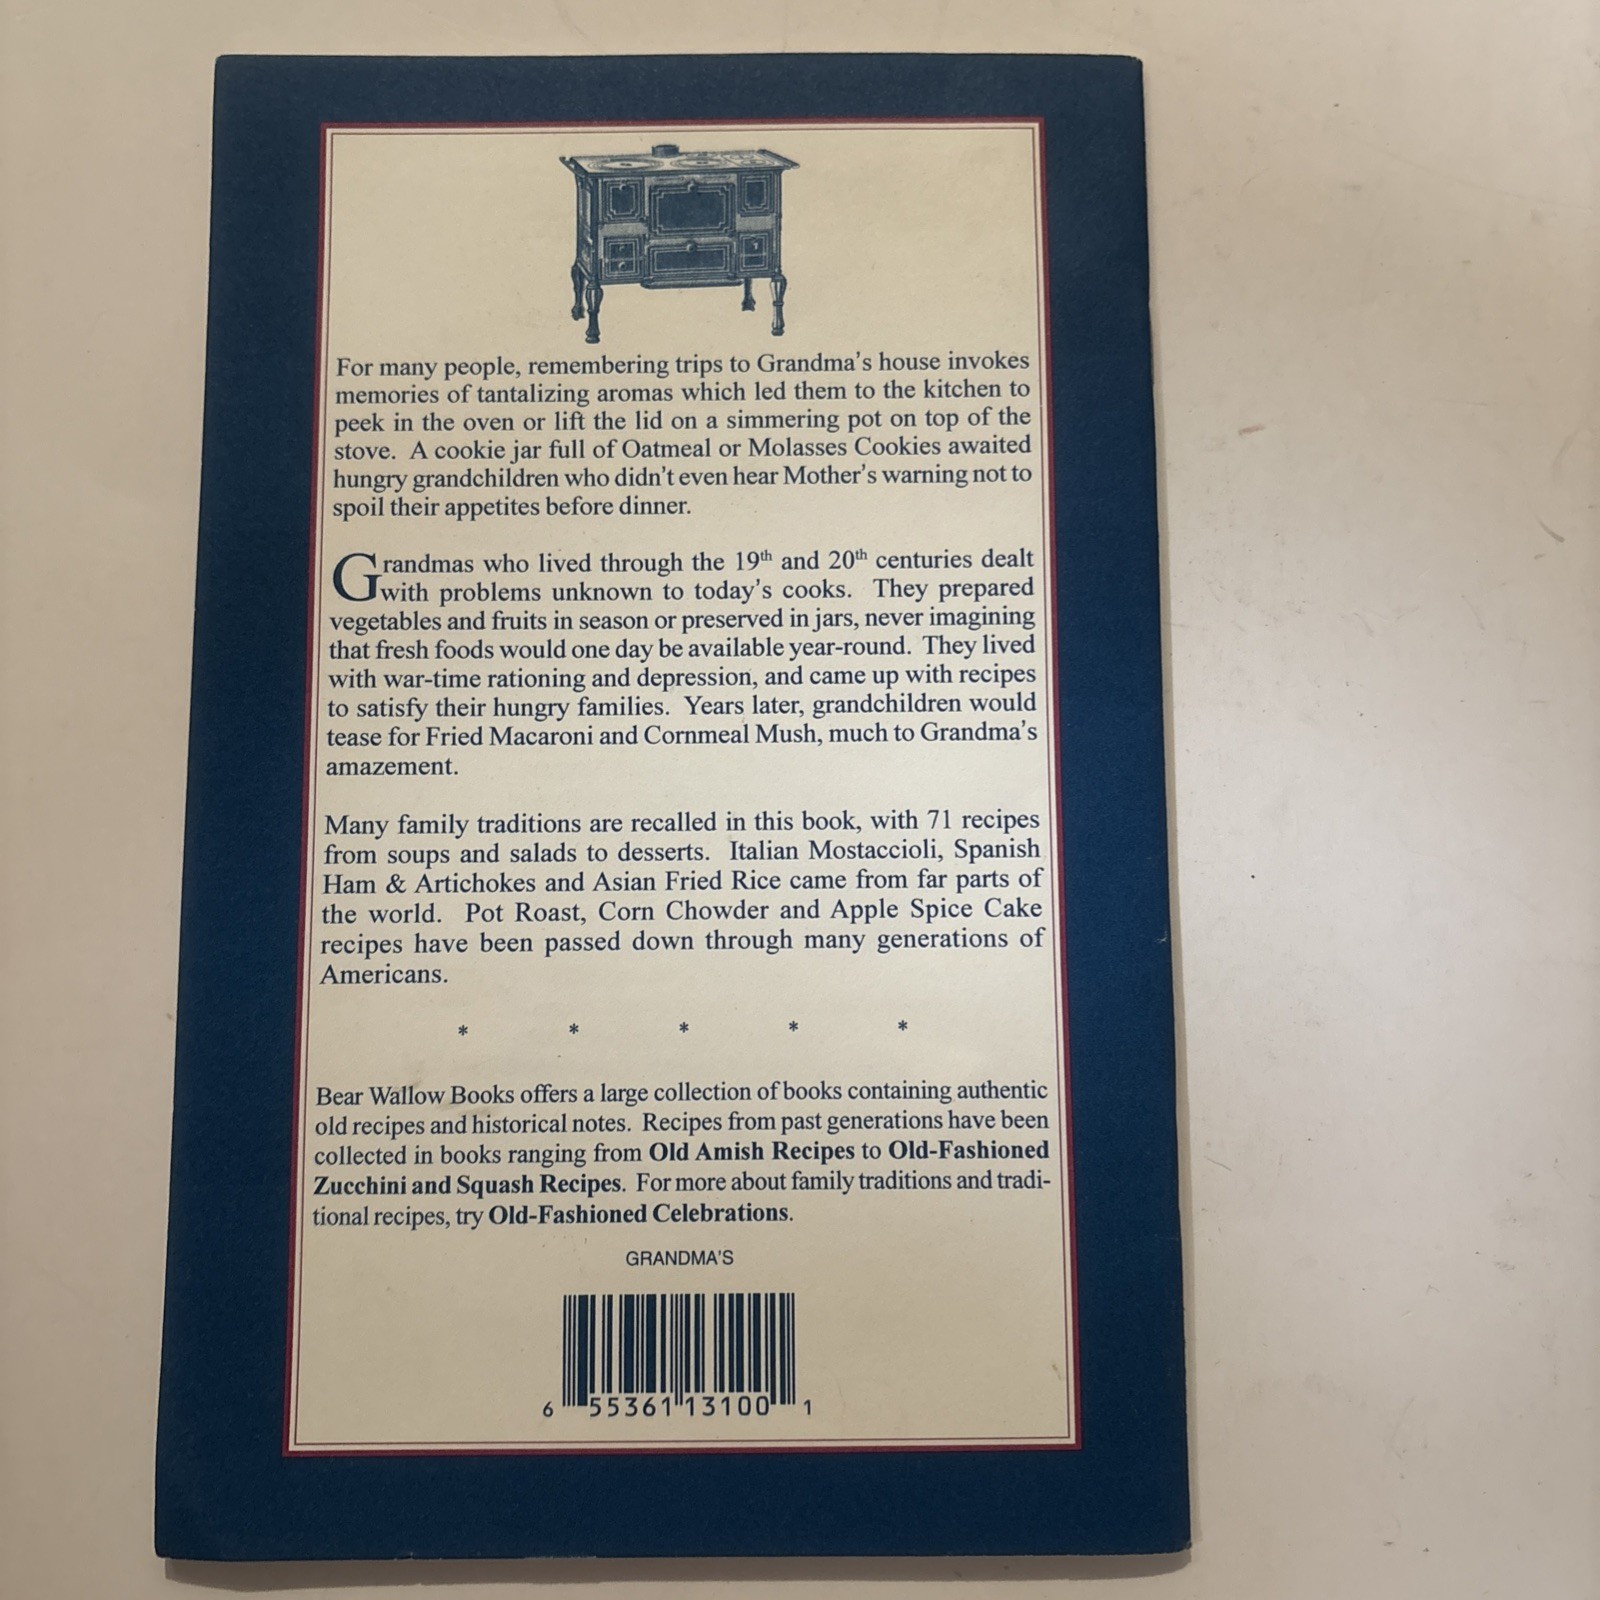 For many people, remembering trips to Grandma's house invokes
memories of tantalizing aromas which led them to the kitchen to
peek in the oven or lift the lid on a simmering pot on top of the
stove. A cookie jar full of Oatmeal or Molasses Cookies awaited
hungry grandchildren who didn't even hear Mother's warning not to
spoil their appetites before dinner.
Grandmas who lived through the 19th and 20th centuries dealt
with problems unknown to today's cooks. They prepared
vegetables and fruits in season or preserved in jars, never imagining
that fresh foods would one day be available year-round. They lived
with war-time rationing and depression, and came up with recipes
to satisfy their hungry families. Years later, grandchildren would
tease for Fried Macaroni and Cornmeal Mush, much to Grandma's
amazement.
Many family traditions are recalled in this book, with 71 recipes
from soups and salads to desserts. Italian Mostaccioli, Spanish
Ham & Artichokes and Asian Fried Rice came from far parts of
the world. Pot Roast, Corn Chowder and Apple Spice Cake
recipes have been passed down through many generations of
Americans.
* * * * *
Bear Wallow Books offers a large collection of books containing authentic
old recipes and historical notes. Recipes from past generations have been
collected in books ranging from Old Amish Recipes to Old-Fashioned
Zucchini and Squash Recipes. For more about family traditions and tradi-
tional recipes, try Old-Fashioned Celebrations.
GRANDMA'S
6 55361 13100 1